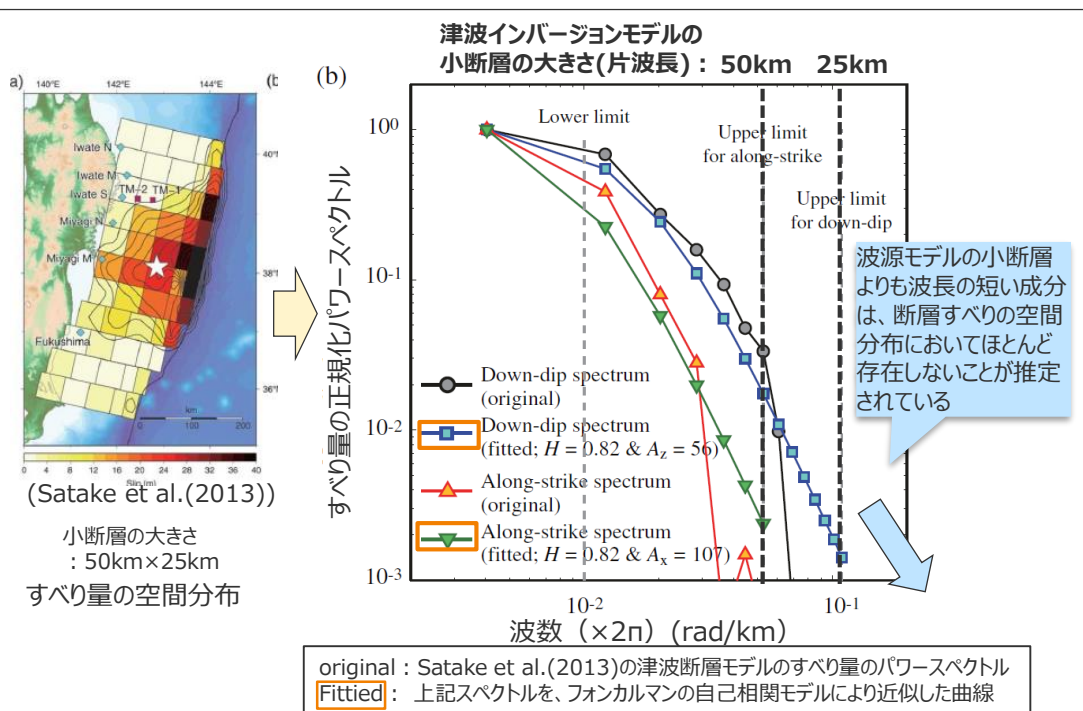 津波インバージョンモデルの
小断層の大きさ(片波長)： 50km 25km
a)
140°E
142°E
144°E
(b
Iwate N
Iwate M
Iwate S
TM-2
TM-1
Miyagi N
Miyagi M
Fukushima
40°N
38°N
36°N
km
0 100 200
0 4 8 12 16 20 24 28 32 36 40
Slip (m)
(Satake et al.(2013))
小断層の大きさ
：50km×25km
すべり量の空間分布
(b)
すべり量の正規化パワースペクトル
10⁰
10⁻¹
10⁻²
10⁻³
Lower limit
Upper limit
for along-strike
Upper limit
for down-dip
Down-dip spectrum
(original)
Down-dip spectrum
(fitted; H = 0.82 & Az = 56)
Along-strike spectrum
(original)
Along-strike spectrum
(fitted; H = 0.82 & Ax = 107)
10⁻²
10⁻¹
波数（×2π）(rad/km)
波源モデルの小断層
よりも波長の短い成分
は、断層すべりの空間
分布においてほとんど
存在しないことが推定
されている
original：Satake et al.(2013)の津波断層モデルのすべり量のパワースペクトル
Fittied： 上記スペクトルを、フォンカルマンの自己相関モデルにより近似した曲線